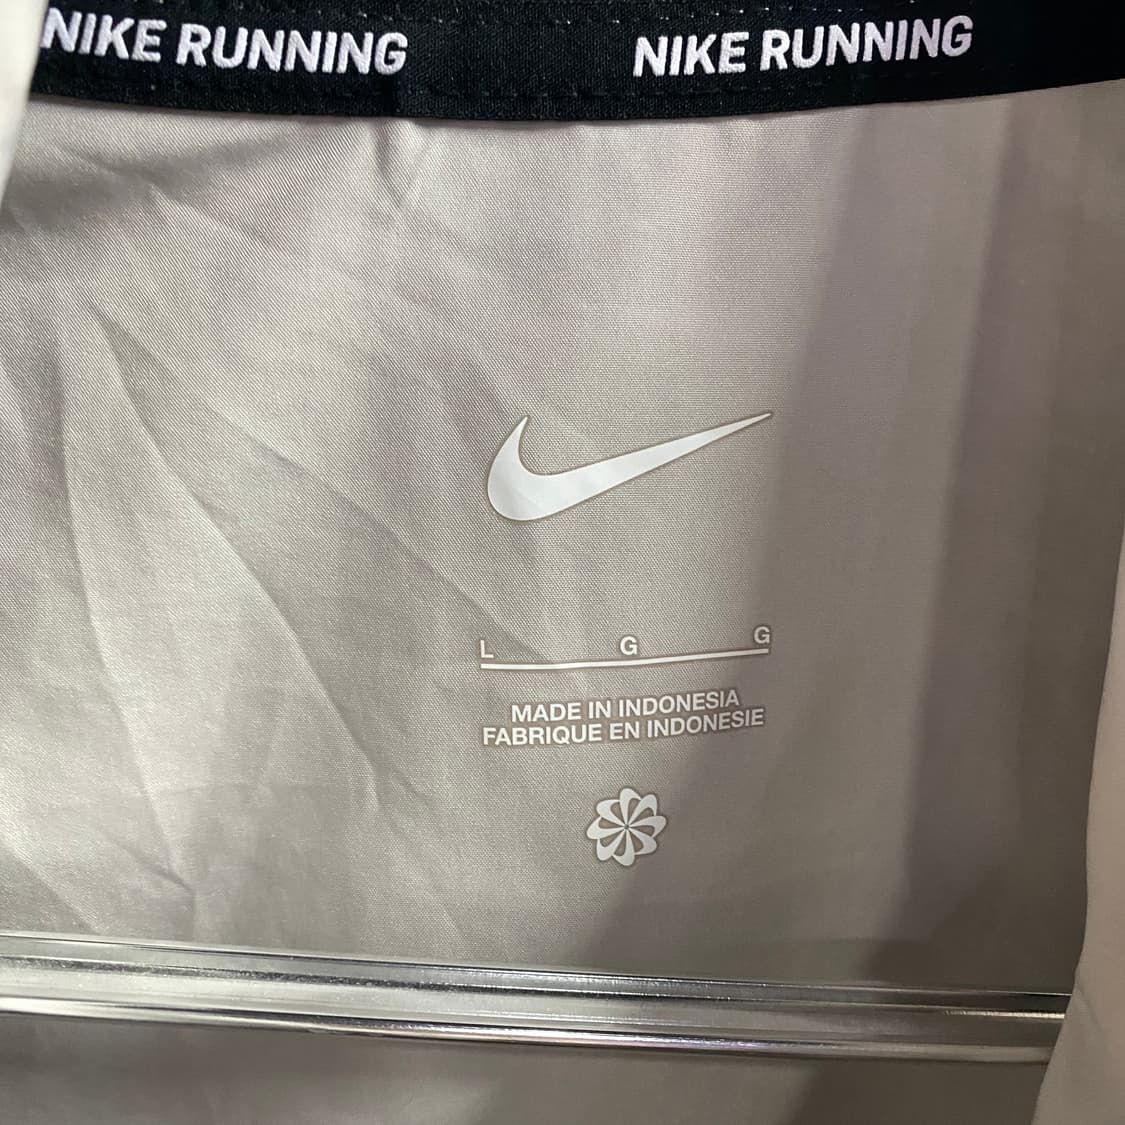 NIKE RUNNING NIKE RUNNING
L G G
MADE IN INDONESIA
FABRIQUE EN INDONESIE